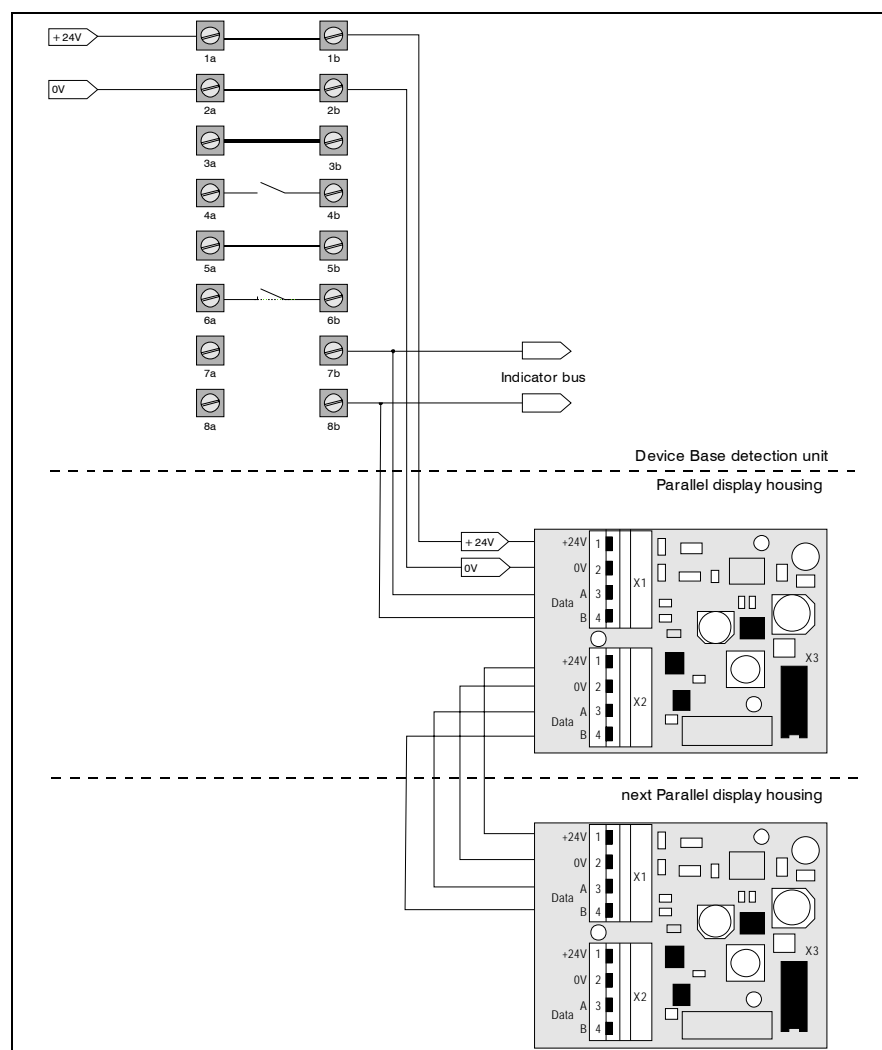 +24V
1a 1b
0V
2a 2b
3a 3b
4a 4b
5a 5b
6a 6b
7a 7b
Indicator bus
8a 8b
Device Base detection unit
Parallel display housing
+24V +24V 1
0V 0V 2
X1
A 3
Data
B 4
+24V 1
X3
0V 2
X2
A 3
Data
B 4
next Parallel display housing
+24V 1
0V 2
X1
A 3
Data
B 4
+24V 1
X3
0V 2
X2
A 3
Data
B 4